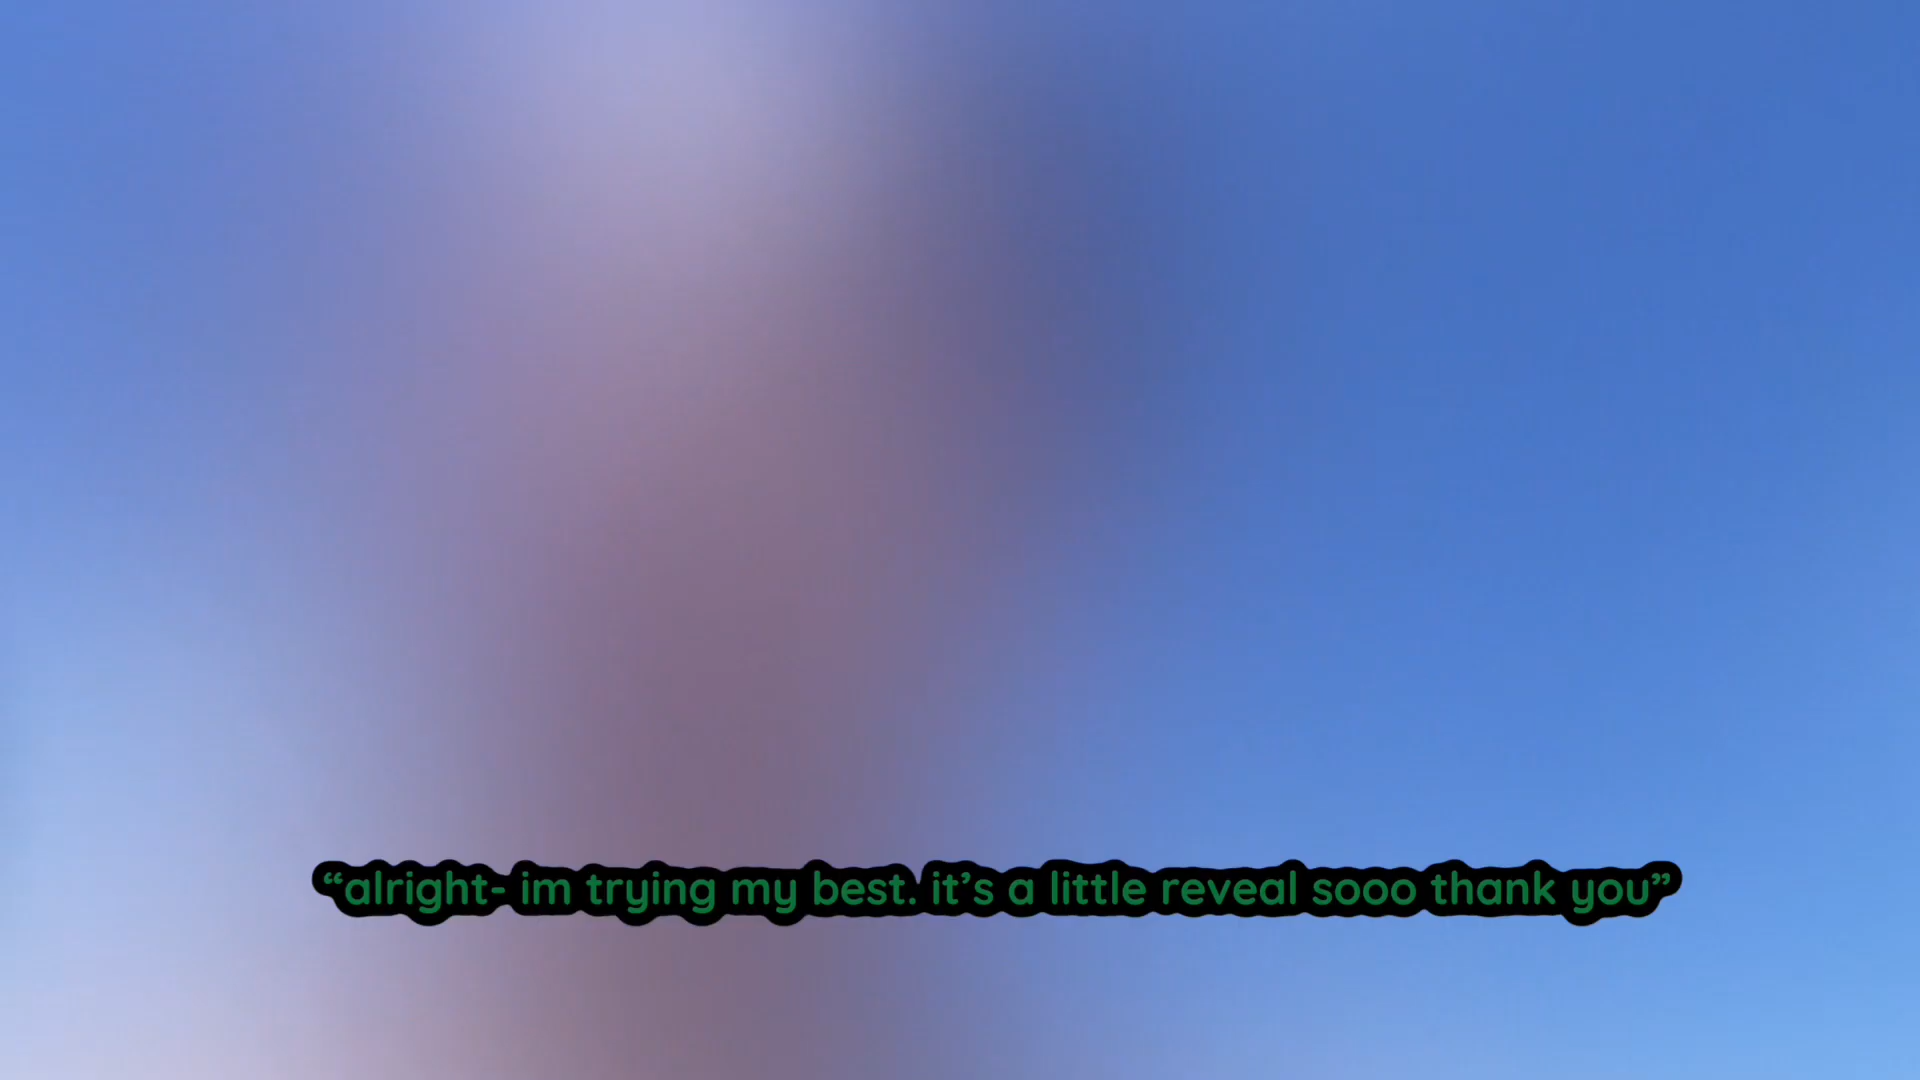 “alright- im trying my best. it’s a little reveal sooo thank you”